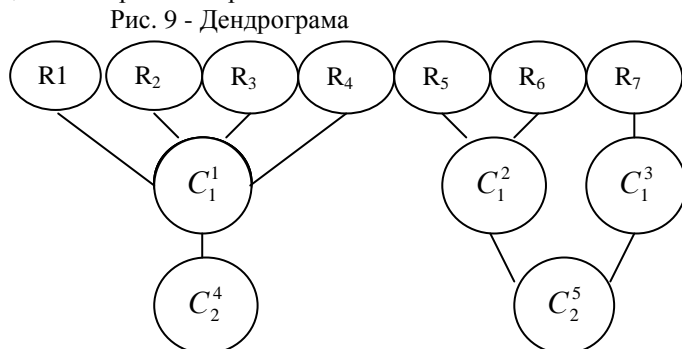 Рис. 9 - Дендрограма
R1 R₂ R₃ R₄ R₅ R₆ R₇
C₁¹ C₁² C₁³
C₂⁴ C₂⁵